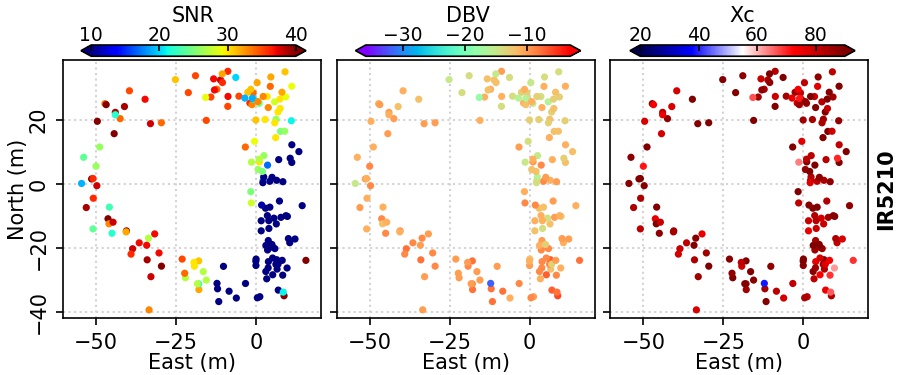 SNR DBV Xc
10 20 30 40 −30 −20 −10 20 40 60 80
North (m)
20
0
−20
−40
IR5210
−50 −25 0 −50 −25 0 −50 −25 0
East (m) East (m) East (m)